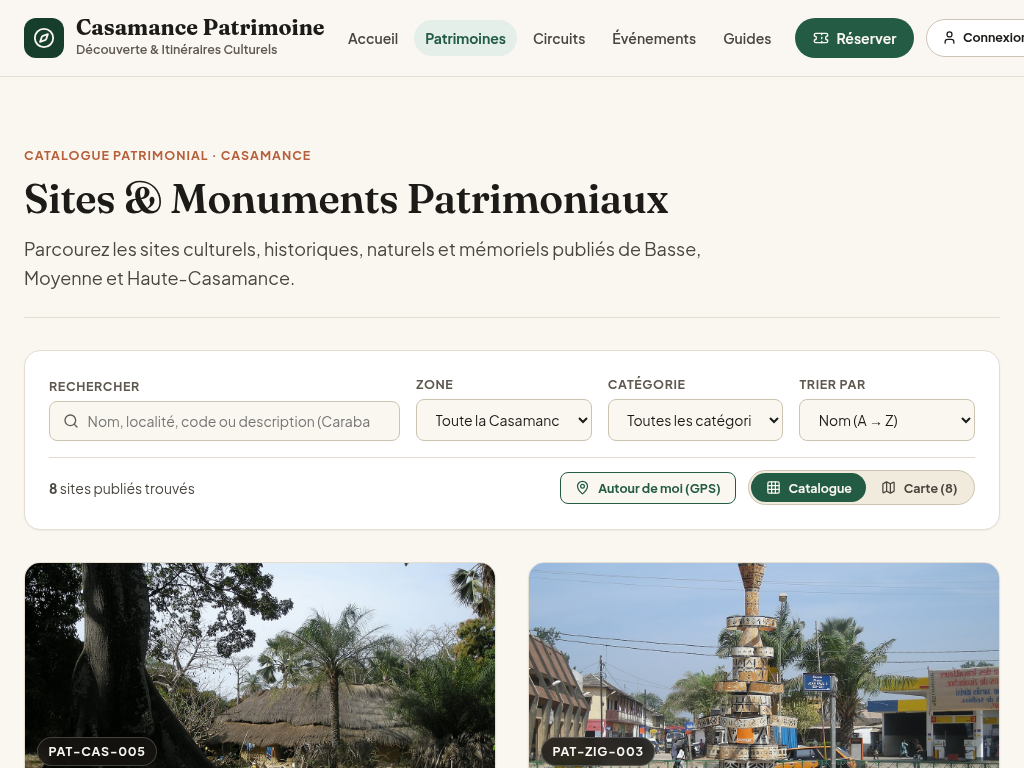 Casamance Patrimoine
Découverte & Itinéraires Culturels
Accueil
Patrimoines
Circuits
Événements
Guides
Réserver
Connexion
CATALOGUE PATRIMONIAL · CASAMANCE
Sites & Monuments Patrimoniaux
Parcourez les sites culturels, historiques, naturels et mémoriels publiés de Basse,
Moyenne et Haute-Casamance.
RECHERCHER
Nom, localité, code ou description (Caraba
ZONE
Toute la Casamanc
CATÉGORIE
Toutes les catégori
TRIER PAR
Nom (A → Z)
8 sites publiés trouvés
Autour de moi (GPS)
Catalogue
Carte (8)
PAT-CAS-005
PAT-ZIG-003